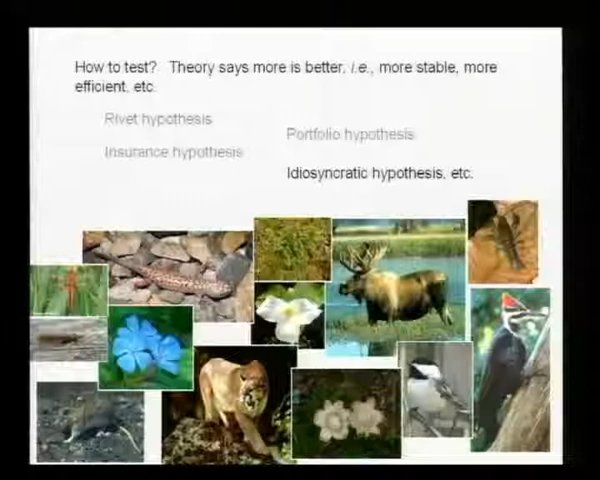 How to test? Theory says more is better, i.e., more stable, more
efficient, etc.
Rivet hypothesis
Portfolio hypothesis
Insurance hypothesis
Idiosyncratic hypothesis, etc.